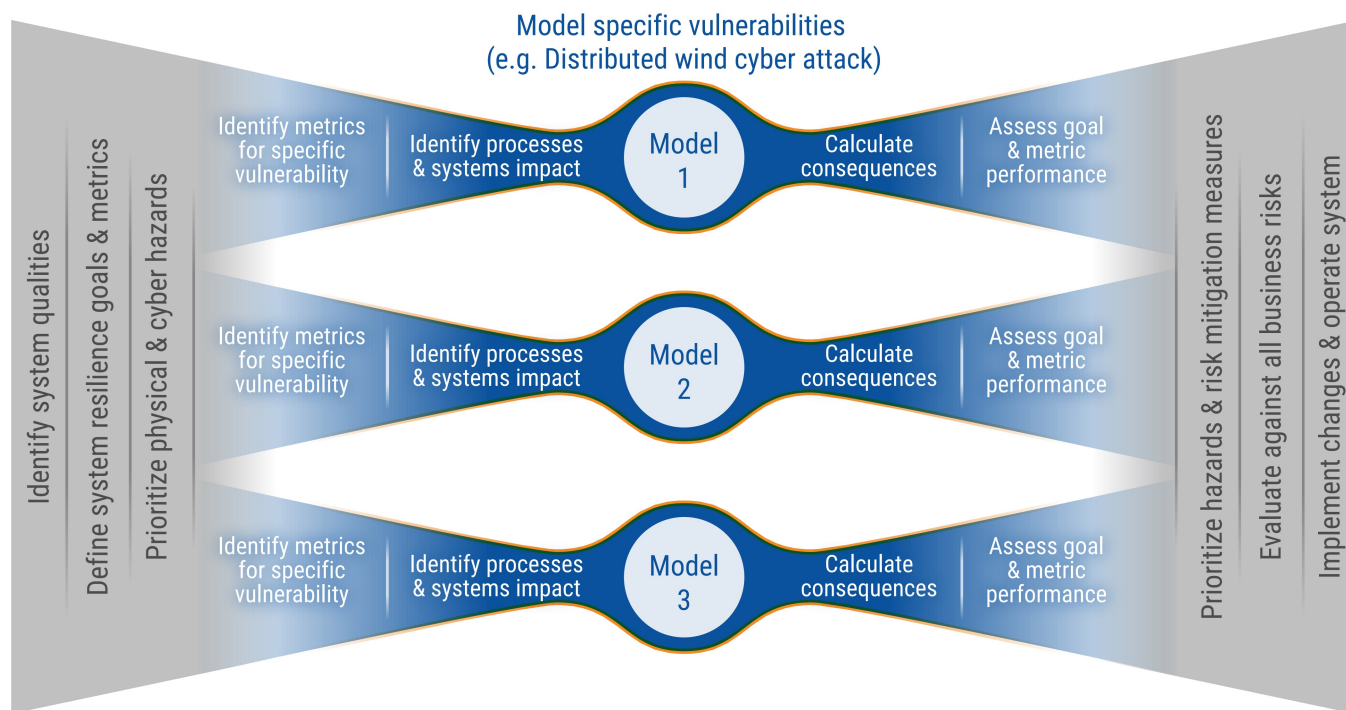 Model specific vulnerabilities
(e.g. Distributed wind cyber attack)
Identify system qualities
Define system resilience goals & metrics
Prioritize physical & cyber hazards
Identify metrics
for specific
vulnerability
Identify processes
& systems impact
Model
1
Calculate
consequences
Assess goal
& metric
performance
Identify metrics
for specific
vulnerability
Identify processes
& systems impact
Model
2
Calculate
consequences
Assess goal
& metric
performance
Identify metrics
for specific
vulnerability
Identify processes
& systems impact
Model
3
Calculate
consequences
Assess goal
& metric
performance
Prioritize hazards & risk mitigation measures
Evaluate against all business risks
Implement changes & operate system